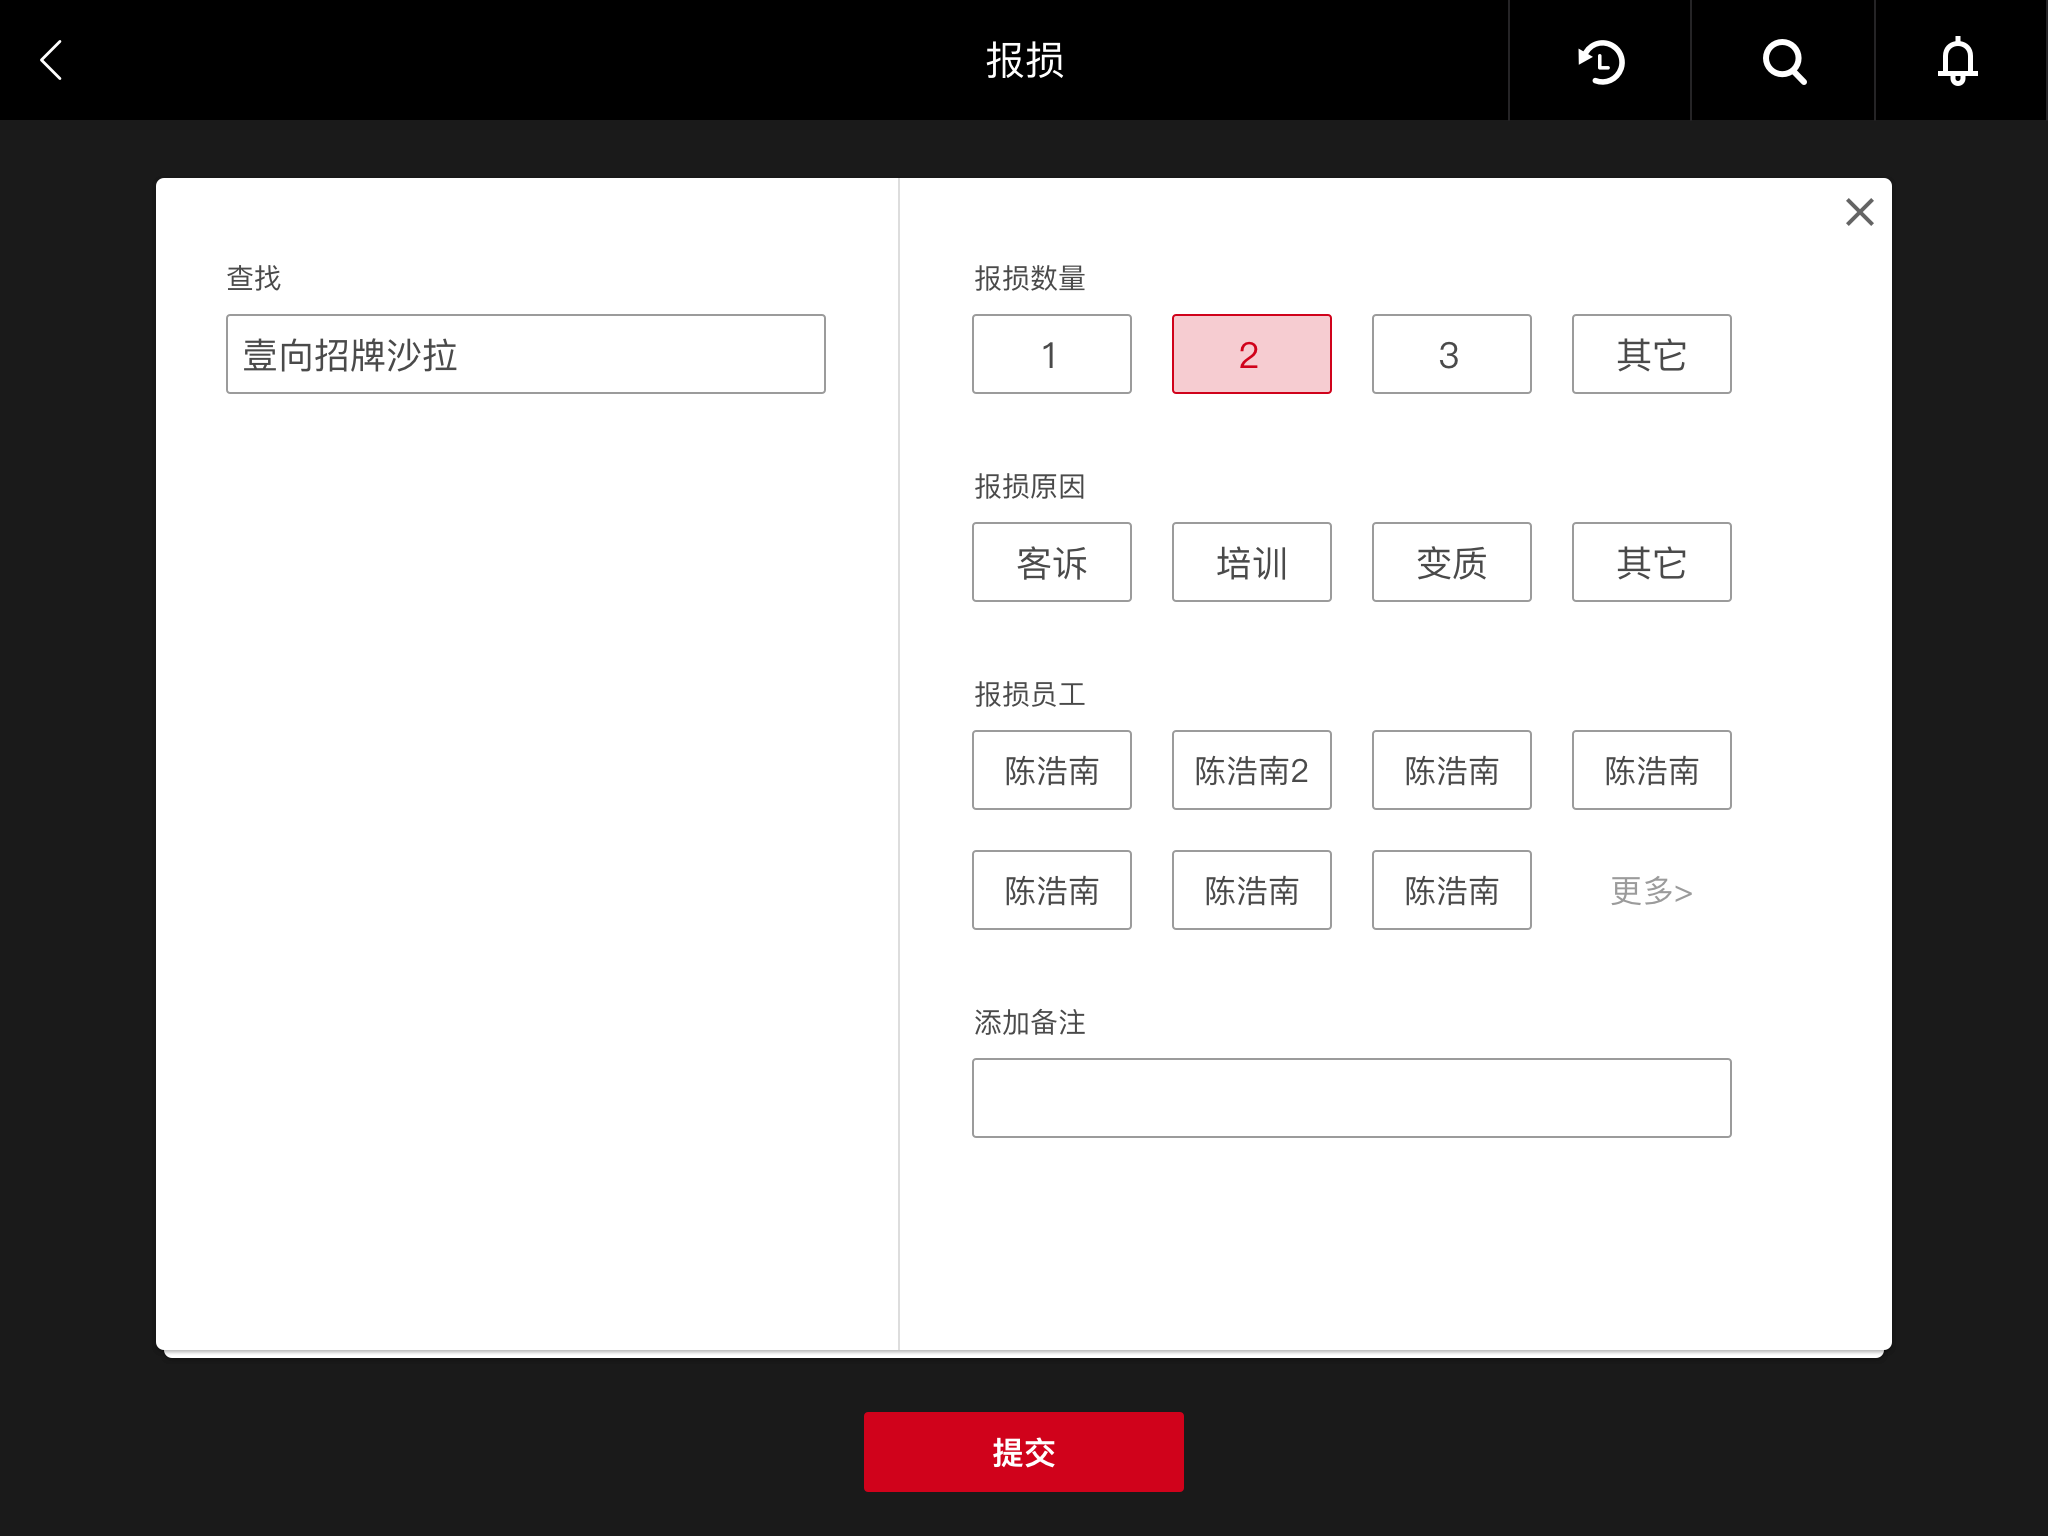 报损
查找
壹向招牌沙拉
报损数量
1 2 3 其它
报损原因
客诉 培训 变质 其它
报损员工
陈浩南 陈浩南2 陈浩南 陈浩南
陈浩南 陈浩南 陈浩南 更多>
添加备注
提交